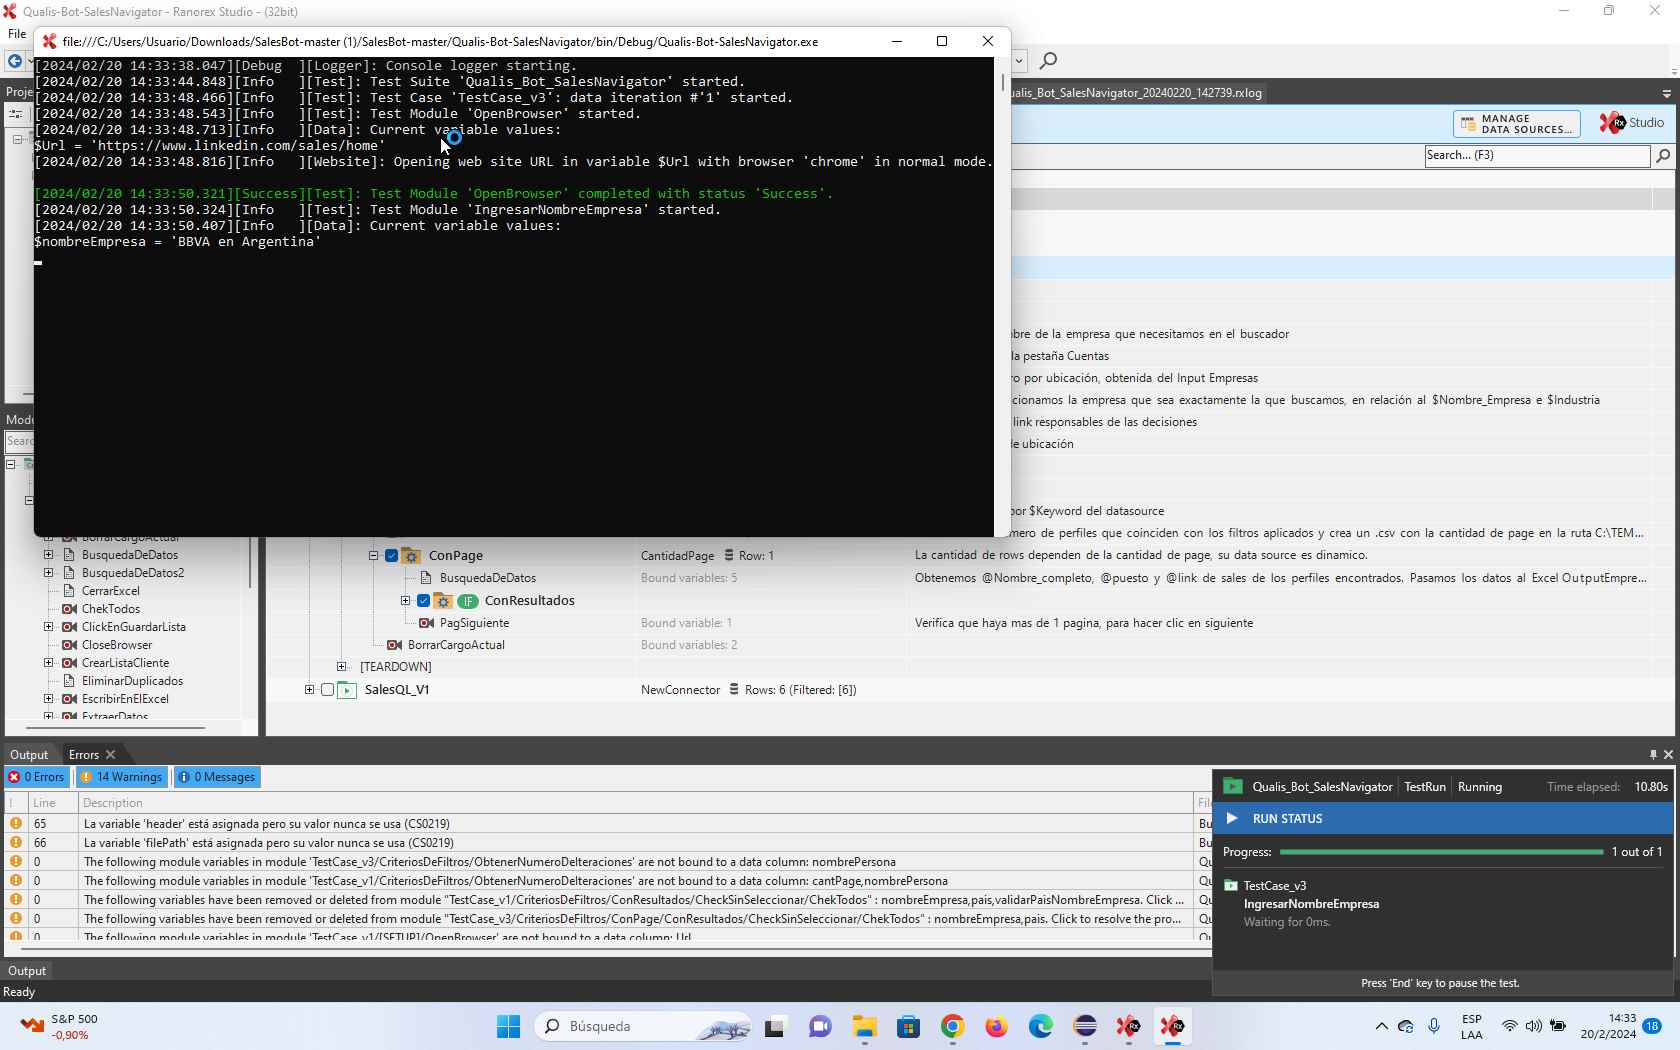 Qualis-Bot-SalesNavigator - Ranorex Studio - (32bit)
File
file:///C:/Users/Usuario/Downloads/SalesBot-master (1)/SalesBot-master/Qualis-Bot-SalesNavigator/bin/Debug/Qualis-Bot-SalesNavigator.exe
[2024/02/20 14:33:38.047][Debug  ][Logger]: Console logger starting.
[2024/02/20 14:33:44.848][Info   ][Test]: Test Suite 'Qualis_Bot_SalesNavigator' started.
[2024/02/20 14:33:48.466][Info   ][Test]: Test Case 'TestCase_v3': data iteration #'1' started.
[2024/02/20 14:33:48.543][Info   ][Test]: Test Module 'OpenBrowser' started.
[2024/02/20 14:33:48.713][Info   ][Data]: Current variable values:
$Url = 'https://www.linkedin.com/sales/home'
[2024/02/20 14:33:48.816][Info   ][Website]: Opening web site URL in variable $Url with browser 'chrome' in normal mode.
[2024/02/20 14:33:50.321][Success][Test]: Test Module 'OpenBrowser' completed with status 'Success'.
[2024/02/20 14:33:50.324][Info   ][Test]: Test Module 'IngresarNombreEmpresa' started.
[2024/02/20 14:33:50.407][Info   ][Data]: Current variable values:
$nombreEmpresa = 'BBVA en Argentina'
Proje
ualis_Bot_SalesNavigator_20240220_142739.rxlog
MANAGE
DATA SOURCES...
Rx Studio
Search... (F3)
bre de la empresa que necesitamos en el buscador
la pestaña Cuentas
ro por ubicación, obtenida del Input Empresas
cionamos la empresa que sea exactamente la que buscamos, en relación al $Nombre_Empresa e $Industria
link responsables de las decisiones
e ubicación
por $Keyword del datasource
mero de perfiles que coinciden con los filtros aplicados y crea un .csv con la cantidad de page en la ruta C:\TEM...
Modu
Searc
BorrarCargoActual
BusquedaDeDatos
BusquedaDeDatos2
CerrarExcel
ChekTodos
ClickEnGuardarLista
CloseBrowser
CrearListaCliente
EliminarDuplicados
EscribirEnElExcel
ExtraerDatos
ConPage CantidadPage Row: 1 La cantidad de rows dependen de la cantidad de page, su data source es dinamico.
BusquedaDeDatos Bound variables: 5 Obtenemos @Nombre_completo, @puesto y @link de sales de los perfiles encontrados. Pasamos los datos al Excel OutputEmpre...
IF ConResultados
PagSiguiente Bound variable: 1 Verifica que haya mas de 1 pagina, para hacer clic en siguiente
BorrarCargoActual Bound variables: 2
[TEARDOWN]
SalesQL_V1 NewConnector Rows: 6 (Filtered: [6])
Output Errors
0 Errors 14 Warnings 0 Messages
! Line Description File
65 La variable 'header' está asignada pero su valor nunca se usa (CS0219) Bu
66 La variable 'filePath' está asignada pero su valor nunca se usa (CS0219) Bu
0 The following module variables in module 'TestCase_v3/CriteriosDeFiltros/ObtenerNumeroDeIteraciones' are not bound to a data column: nombrePersona Qu
0 The following module variables in module 'TestCase_v1/CriteriosDeFiltros/ObtenerNumeroDeIteraciones' are not bound to a data column: cantPage,nombrePersona Qu
0 The following variables have been removed or deleted from module "TestCase_v1/CriteriosDeFiltros/ConResultados/CheckSinSeleccionar/ChekTodos" : nombreEmpresa,pais,validarPaisNombreEmpresa. Click ... Qu
0 The following variables have been removed or deleted from module "TestCase_v3/CriteriosDeFiltros/ConPage/ConResultados/CheckSinSeleccionar/ChekTodos" : nombreEmpresa,pais. Click to resolve the pro... Qu
0 The following module variables in module 'TestCase_v1/[SETUP]/OpenBrowser' are not bound to a data column: Url Qu
Qualis_Bot_SalesNavigator TestRun Running Time elapsed: 10.80s
RUN STATUS
Progress: 1 out of 1
TestCase_v3
IngresarNombreEmpresa
Waiting for 0ms.
Press 'End' key to pause the test.
Output
Ready
S&P 500
-0,90%
Búsqueda
ESP
LAA
14:33
20/2/2024
18